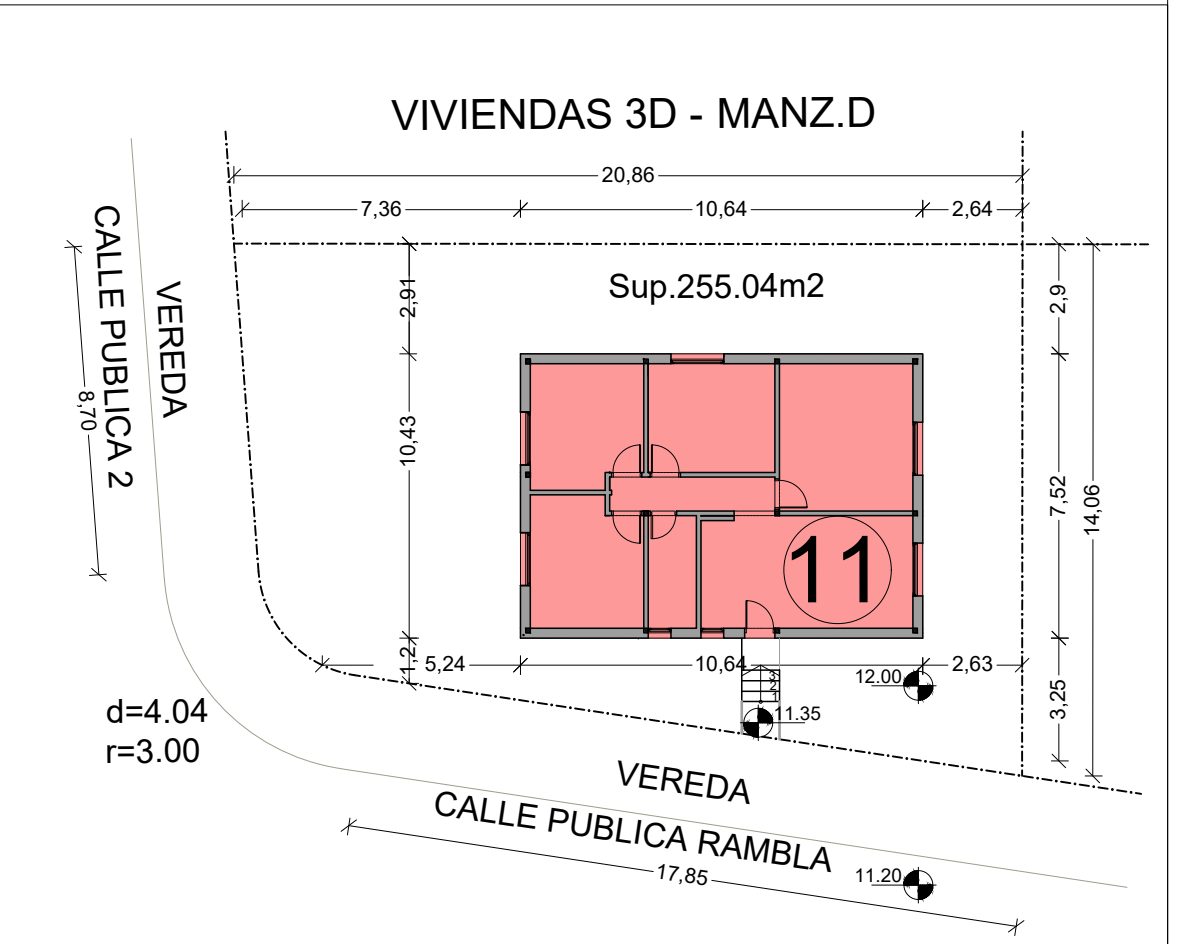 VIVIENDAS 3D - MANZ.D
20,86
7,36
10,64
2,64
Sup.255.04m2
2,91
2,9
CALLE PUBLICA 2
VEREDA
8,70
10,43
7,52
14,06
11
1,2
5,24
10,64
2,63
3,25
3
2
1
12.00
11.35
d=4.04
r=3.00
VEREDA
CALLE PUBLICA RAMBLA
17,85
11.20